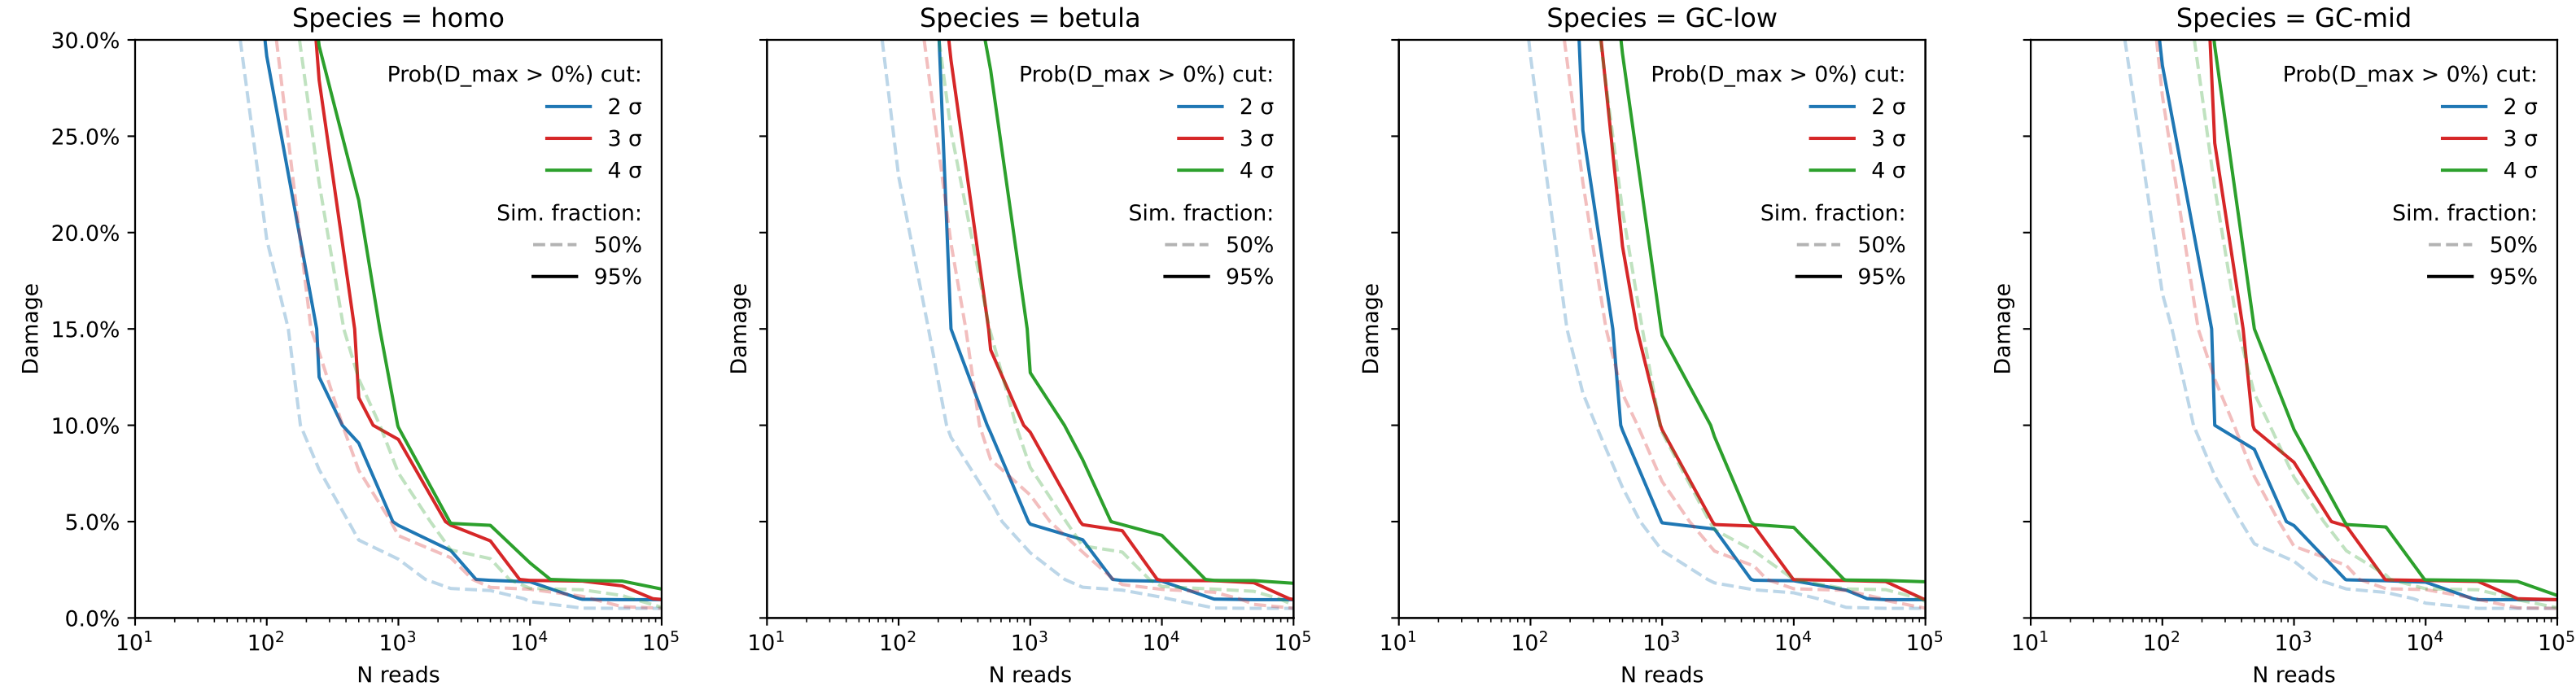 Species = homo
30.0%
25.0%
20.0%
15.0%
10.0%
5.0%
0.0%
Damage
Prob(D_max > 0%) cut:
2 σ
3 σ
4 σ
Sim. fraction:
50%
95%
10¹ 10² 10³ 10⁴ 10⁵
N reads
Species = betula
Damage
Prob(D_max > 0%) cut:
2 σ
3 σ
4 σ
Sim. fraction:
50%
95%
10¹ 10² 10³ 10⁴ 10⁵
N reads
Species = GC-low
Damage
Prob(D_max > 0%) cut:
2 σ
3 σ
4 σ
Sim. fraction:
50%
95%
10¹ 10² 10³ 10⁴ 10⁵
N reads
Species = GC-mid
Damage
Prob(D_max > 0%) cut:
2 σ
3 σ
4 σ
Sim. fraction:
50%
95%
10¹ 10² 10³ 10⁴ 10⁵
N reads